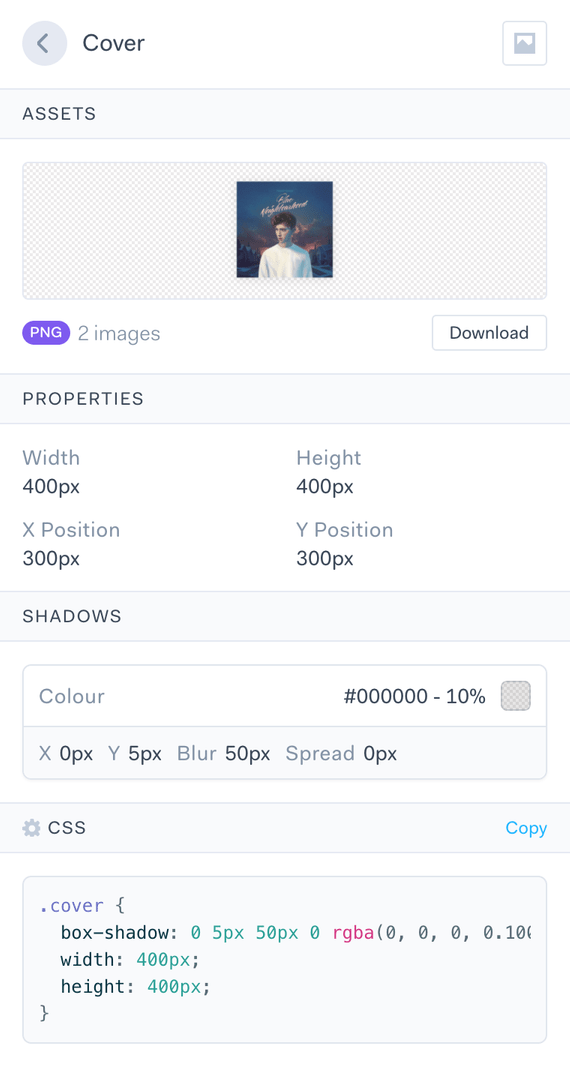 Cover
ASSETS
Blue
Neighbourhood
PNG 2 images Download
PROPERTIES
Width Height
400px 400px
X Position Y Position
300px 300px
SHADOWS
Colour #000000 - 10%
X 0px Y 5px Blur 50px Spread 0px
CSS Copy
.cover {
box-shadow: 0 5px 50px 0 rgba(0, 0, 0, 0.100
width: 400px;
height: 400px;
}